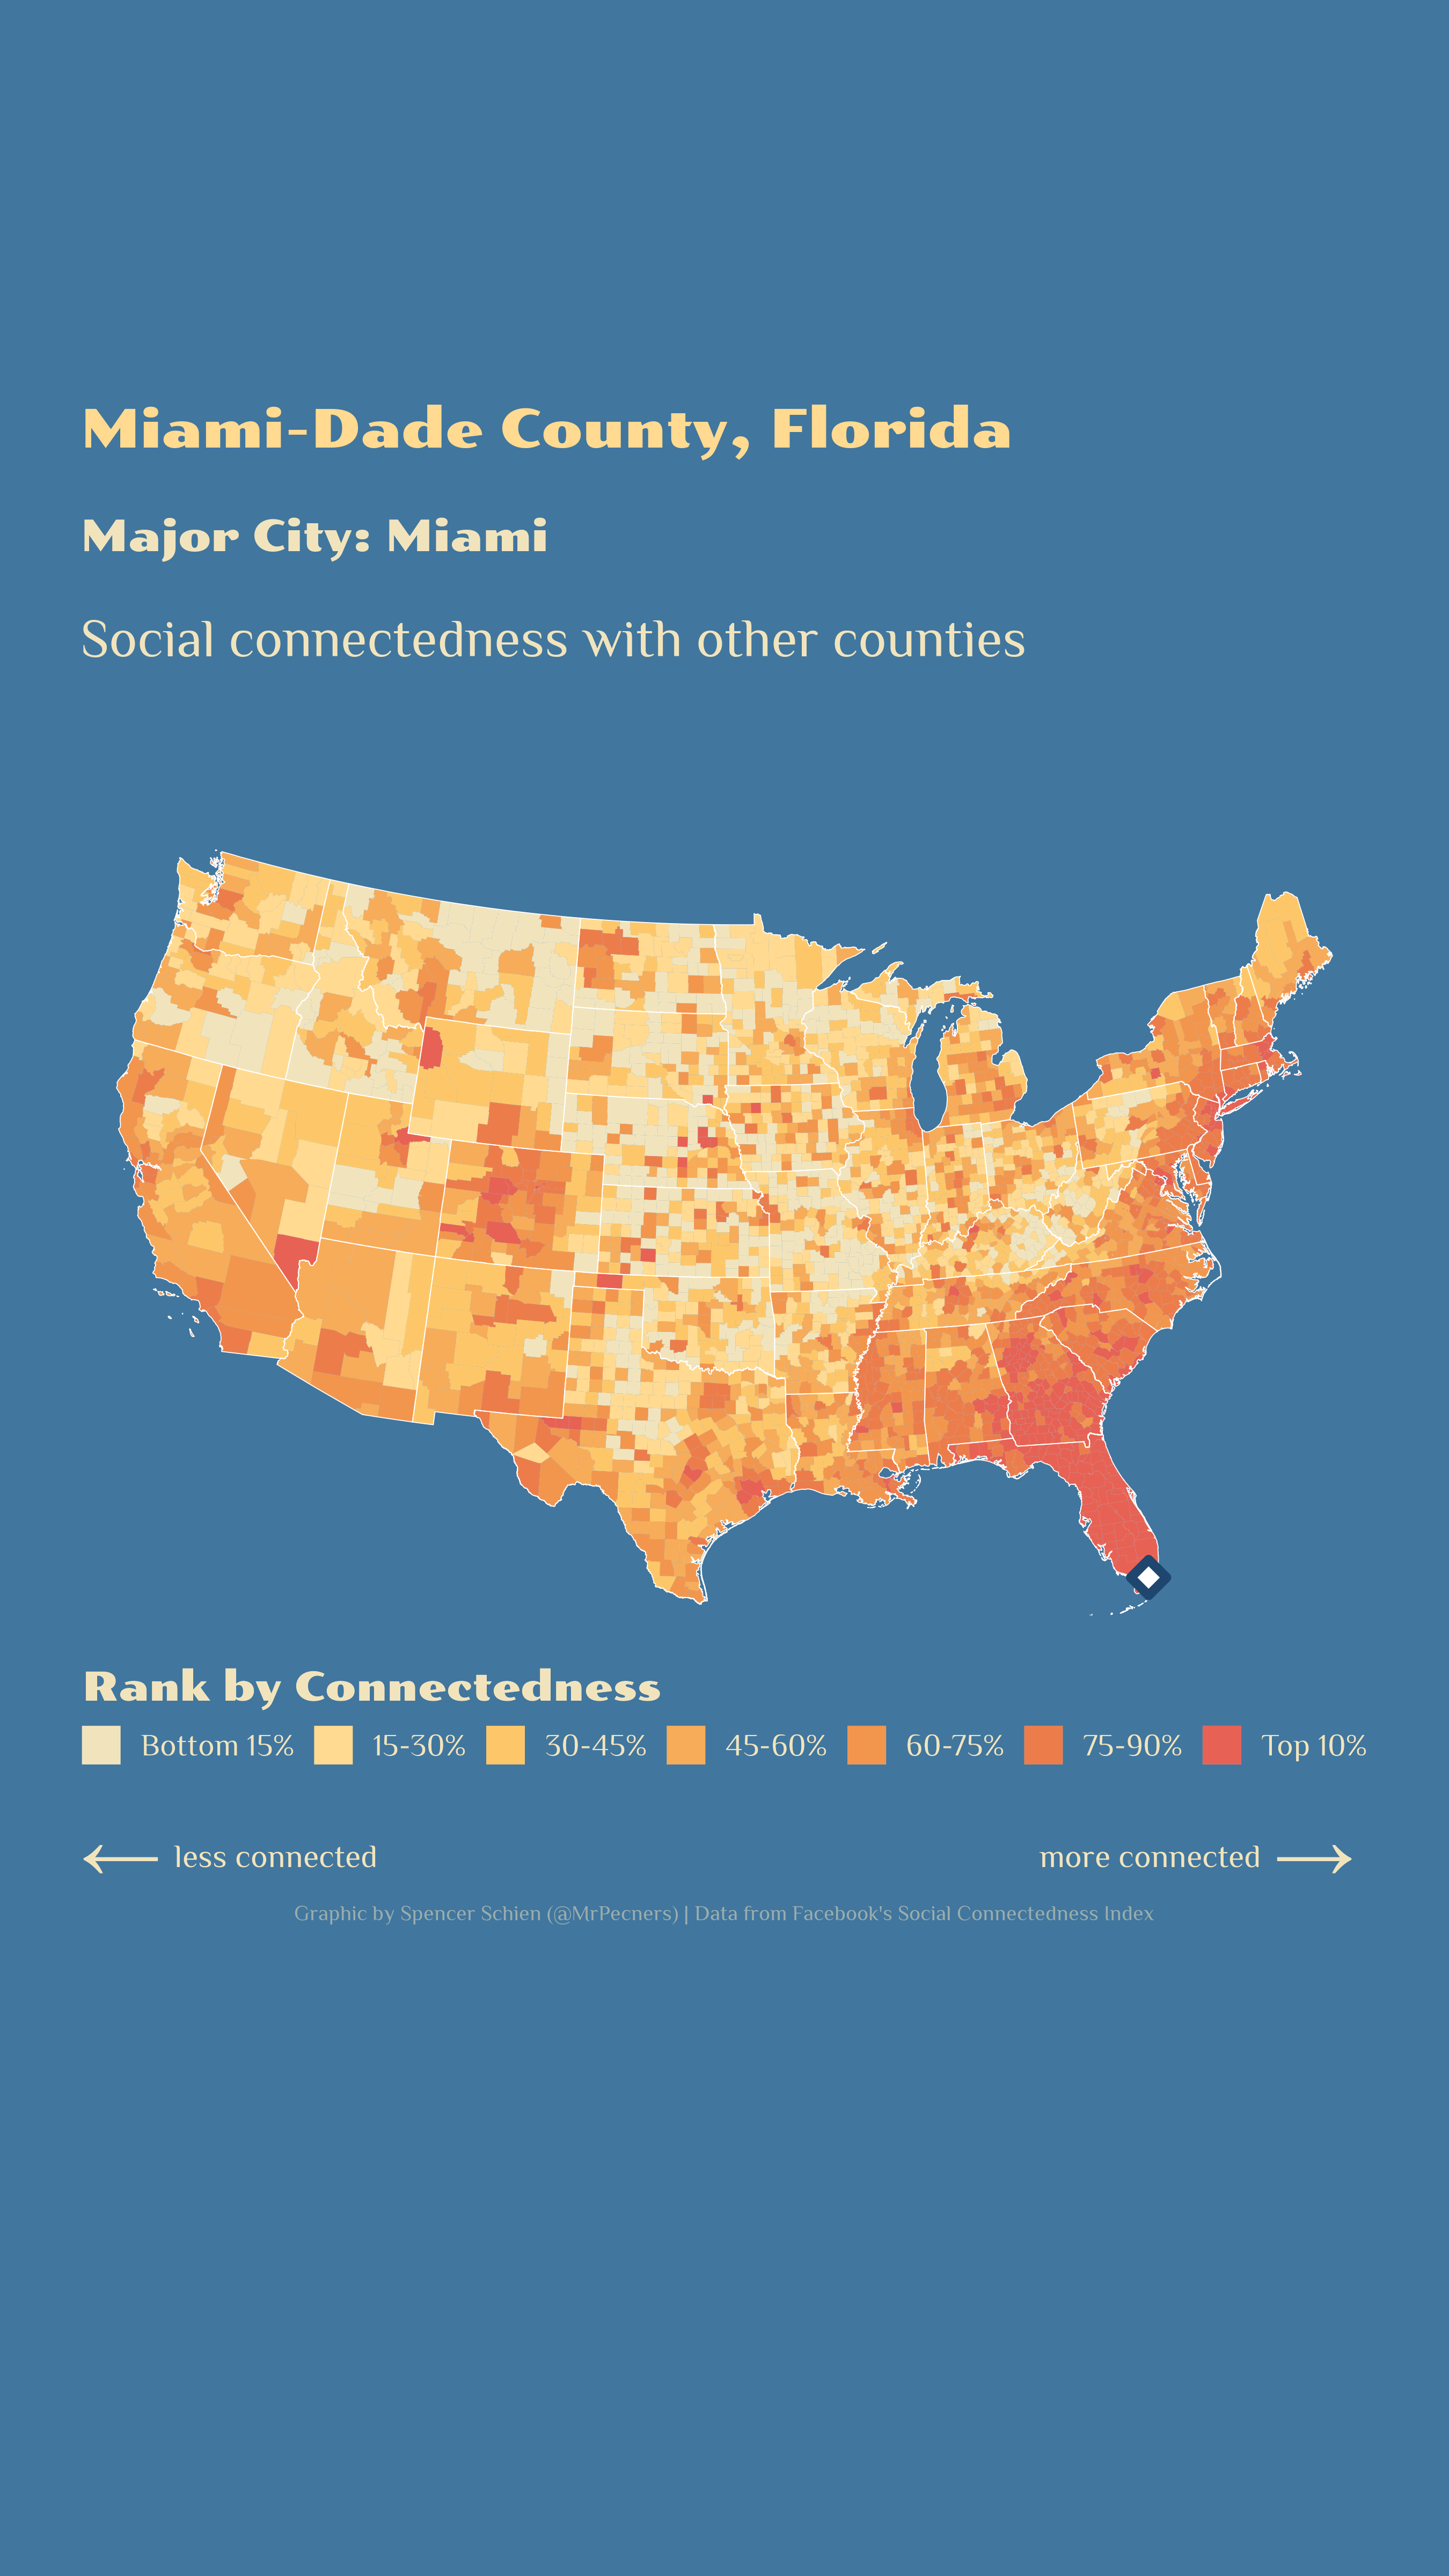 Miami-Dade County, Florida
Major City: Miami
Social connectedness with other counties
Rank by Connectedness
Bottom 15% 15-30% 30-45% 45-60% 60-75% 75-90% Top 10%
← less connected more connected →
Graphic by Spencer Schien (@MrPecners) | Data from Facebook's Social Connectedness Index